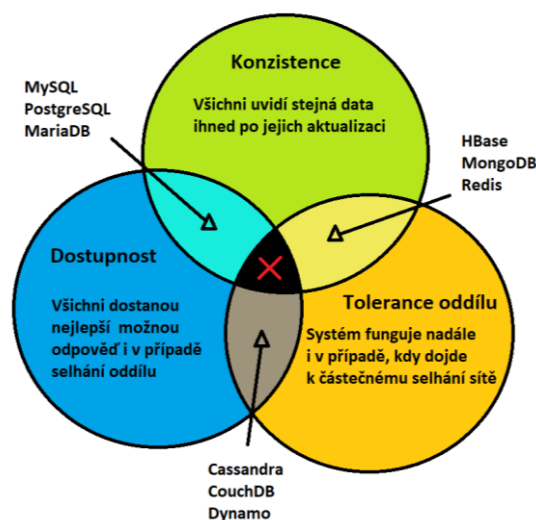 Konzistence
Všichni uvidí stejná data
ihned po jejich aktualizaci
MySQL
PostgreSQL
MariaDB
HBase
MongoDB
Redis
Dostupnost
Všichni dostanou
nejlepší možnou
odpověď i v případě
selhání oddílu
Tolerance oddílu
Systém funguje nadále
i v případě, kdy dojde
k částečnému selhání sítě
Cassandra
CouchDB
Dynamo